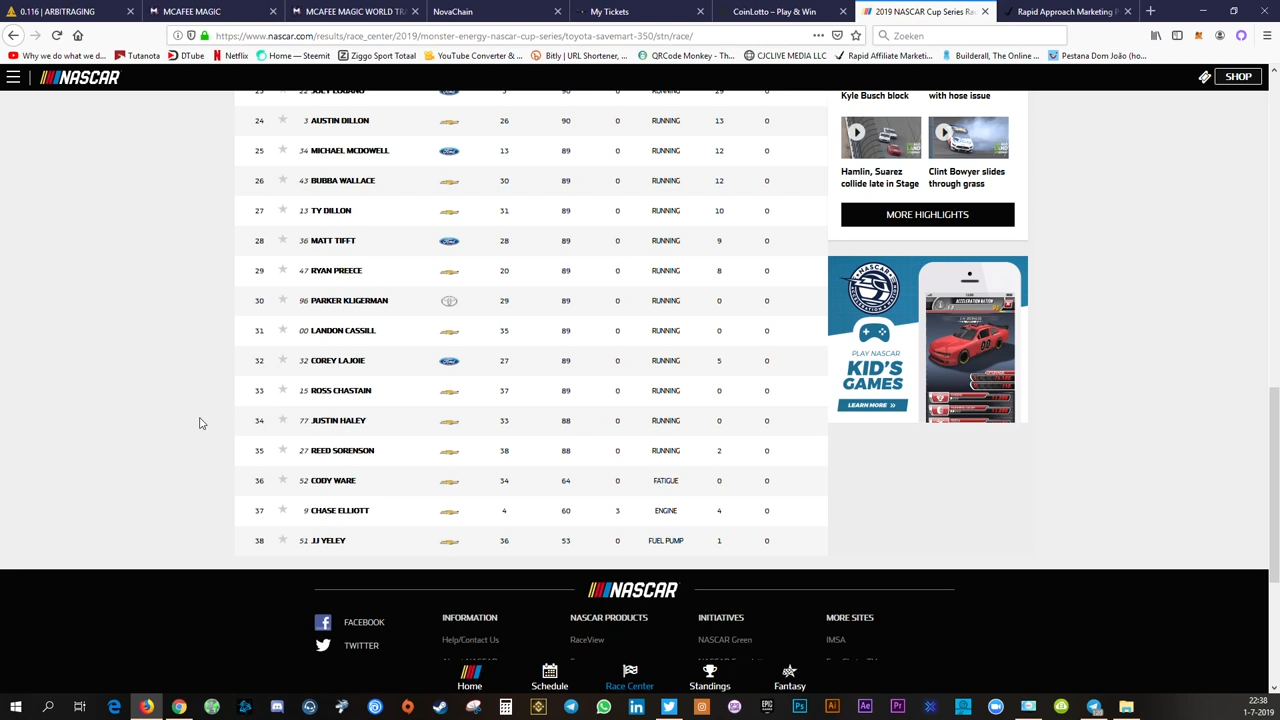 0.116 | ARBITRAGING
MCAFEE MAGIC
MCAFEE MAGIC WORLD TRA
NovaChain
My Tickets
CoinLotto – Play & Win
2019 NASCAR Cup Series Rac
Rapid Approach Marketing P
https://www.nascar.com/results/race_center/2019/monster-energy-nascar-cup-series/toyota-savemart-350/stn/race/
Zoeken
Why we do what we d...
Tutanota
DTube
Netflix
Home — Steemit
Ziggo Sport Totaal
YouTube Converter & ...
Bitly | URL Shortener, ...
QRCode Monkey - Th...
CJCLIVE MEDIA LLC
Rapid Affiliate Marketi...
Builderall, The Online ...
Pestana Dom João (ho...
NASCAR
SHOP
23 22 JOEY LOGANO 3 90 RUNNING 29 0
24 3 AUSTIN DILLON 26 90 RUNNING 13 0
25 34 MICHAEL MCDOWELL 13 89 RUNNING 12 0
26 43 BUBBA WALLACE 30 89 RUNNING 12 0
27 13 TY DILLON 31 89 0 RUNNING 10 0
28 36 MATT TIFFT 28 89 0 RUNNING 9 0
29 47 RYAN PREECE 20 89 0 RUNNING 8 0
30 96 PARKER KLIGERMAN 29 89 0 RUNNING 0 0
31 00 LANDON CASSILL 35 89 0 RUNNING 0 0
32 32 COREY LAJOIE 27 89 0 RUNNING 5 0
33 15 ROSS CHASTAIN 37 89 0 RUNNING 0 0
34 77 JUSTIN HALEY 33 88 0 RUNNING 0 0
35 27 REED SORENSON 38 88 0 RUNNING 2 0
36 52 CODY WARE 34 64 0 FATIGUE 0 0
37 9 CHASE ELLIOTT 4 60 3 ENGINE 4 0
38 51 JJ YELEY 36 53 0 FUEL PUMP 1 0
Kyle Busch block
with hose issue
Hamlin, Suarez
collide late in Stage
Clint Bowyer slides
through grass
MORE HIGHLIGHTS
NASCAR
ACCELERATION NATION
PLAY NASCAR
KID'S
GAMES
LEARN MORE »
NASCAR
FACEBOOK
TWITTER
INFORMATION
Help/Contact Us
NASCAR PRODUCTS
RaceView
INITIATIVES
NASCAR Green
MORE SITES
IMSA
Home
Schedule
Race Center
Standings
Fantasy
22:38
1-7-2019